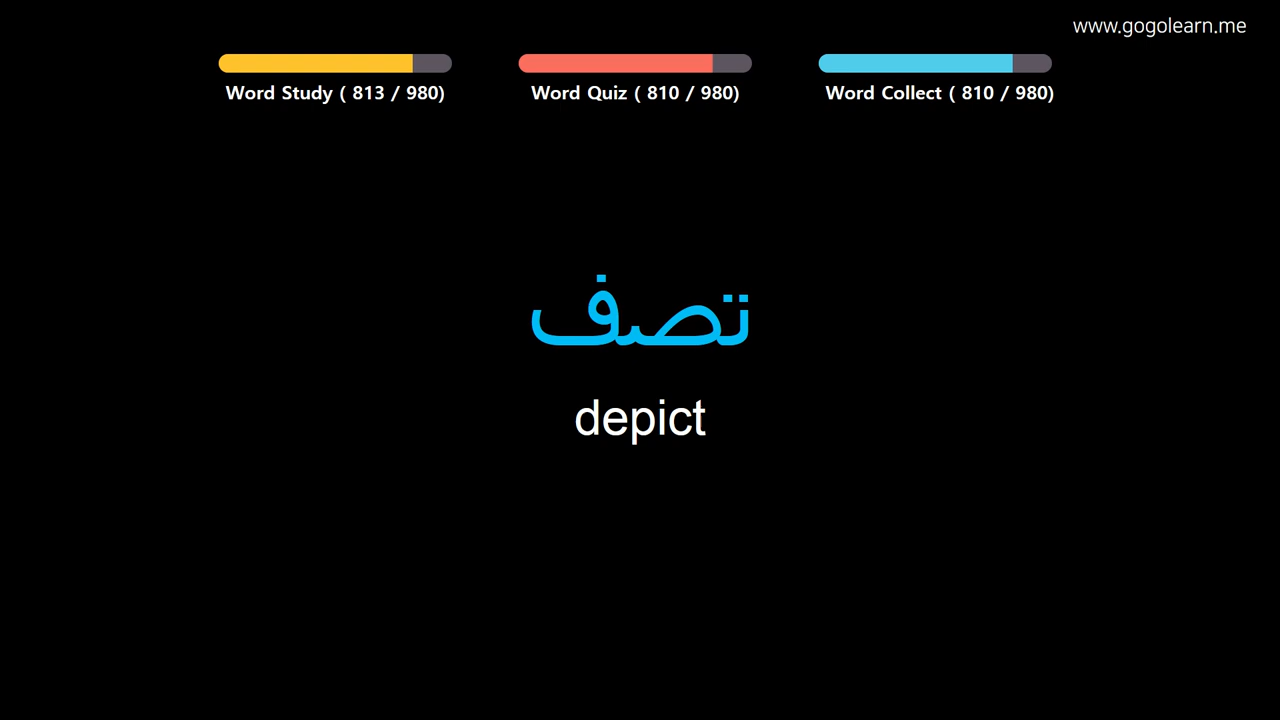 www.gogolearn.me
Word Study ( 813 / 980)
Word Quiz ( 810 / 980)
Word Collect ( 810 / 980)
تصف
depict